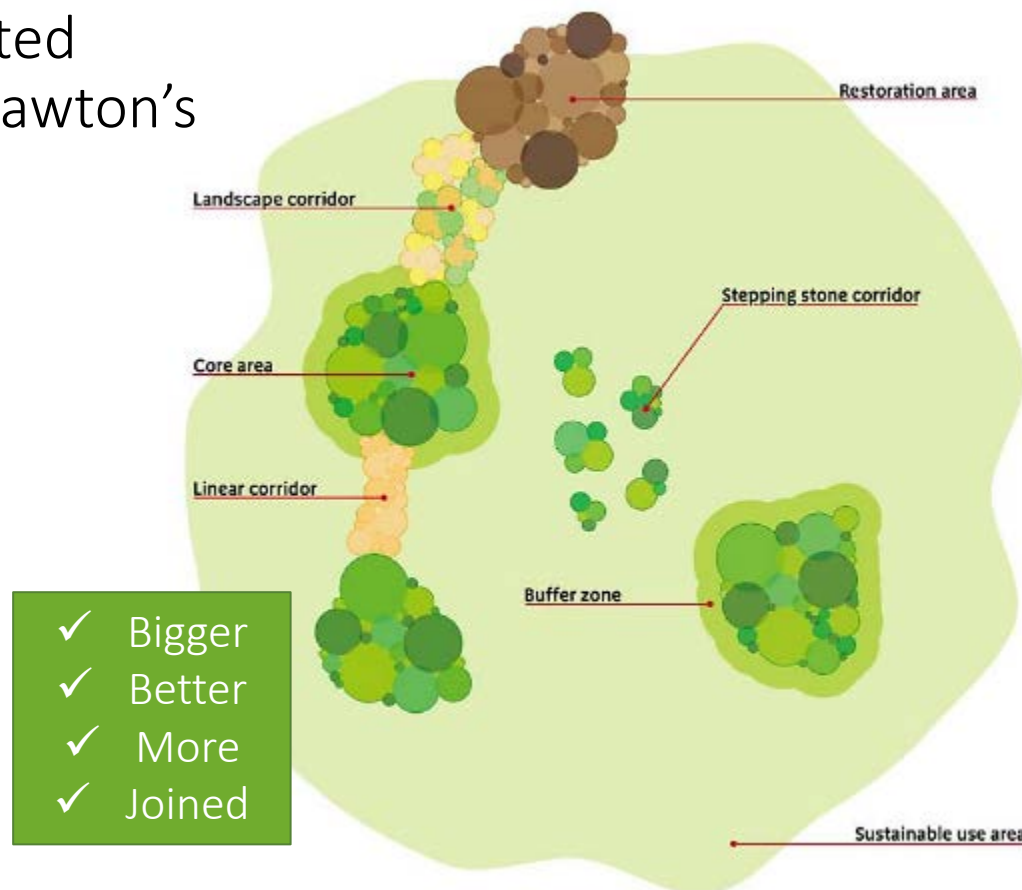 ted
awton's
Restoration area
Landscape corridor
Stepping stone corridor
Core area
Linear corridor
Buffer zone
✓ Bigger
✓ Better
✓ More
✓ Joined
Sustainable use area